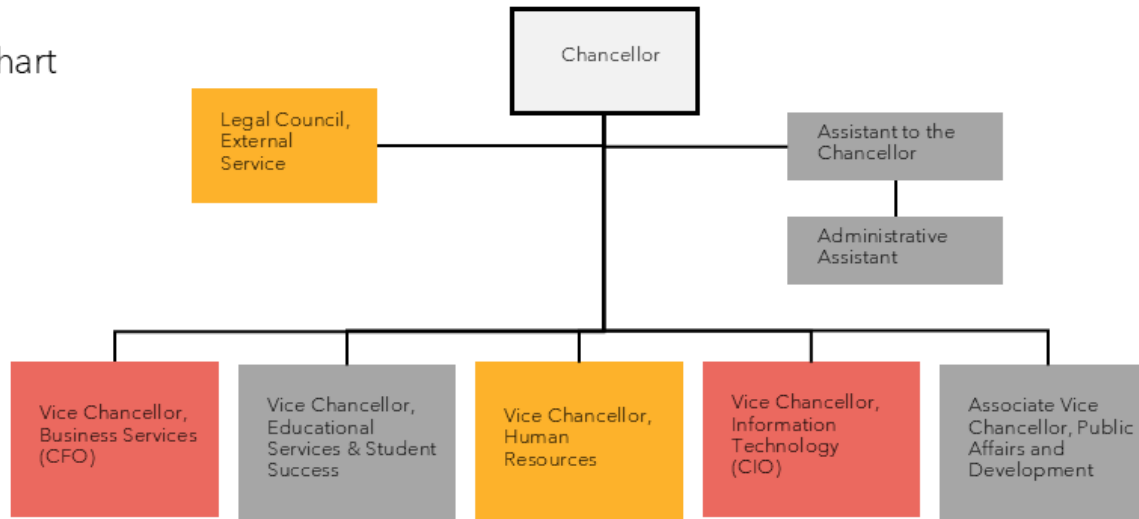 Chancellor
Legal Council,
External
Service
Assistant to the
Chancellor
Administrative
Assistant
Vice Chancellor,
Business Services
(CFO)
Vice Chancellor,
Educational
Services & Student
Success
Vice Chancellor,
Human
Resources
Vice Chancellor,
Information
Technology
(CIO)
Associate Vice
Chancellor, Public
Affairs and
Development